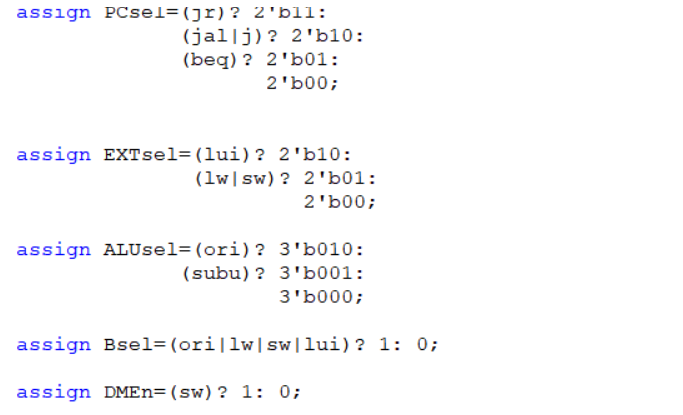 assign PCsel=(jr)? 2'b11:
(jal|j)? 2'b10:
(beq)? 2'b01:
2'b00;
assign EXTsel=(lui)? 2'b10:
(lw|sw)? 2'b01:
2'b00;
assign ALUsel=(ori)? 3'b010:
(subu)? 3'b001:
3'b000;
assign Bsel=(ori|lw|sw|lui)? 1: 0;
assign DMEn=(sw)? 1: 0;